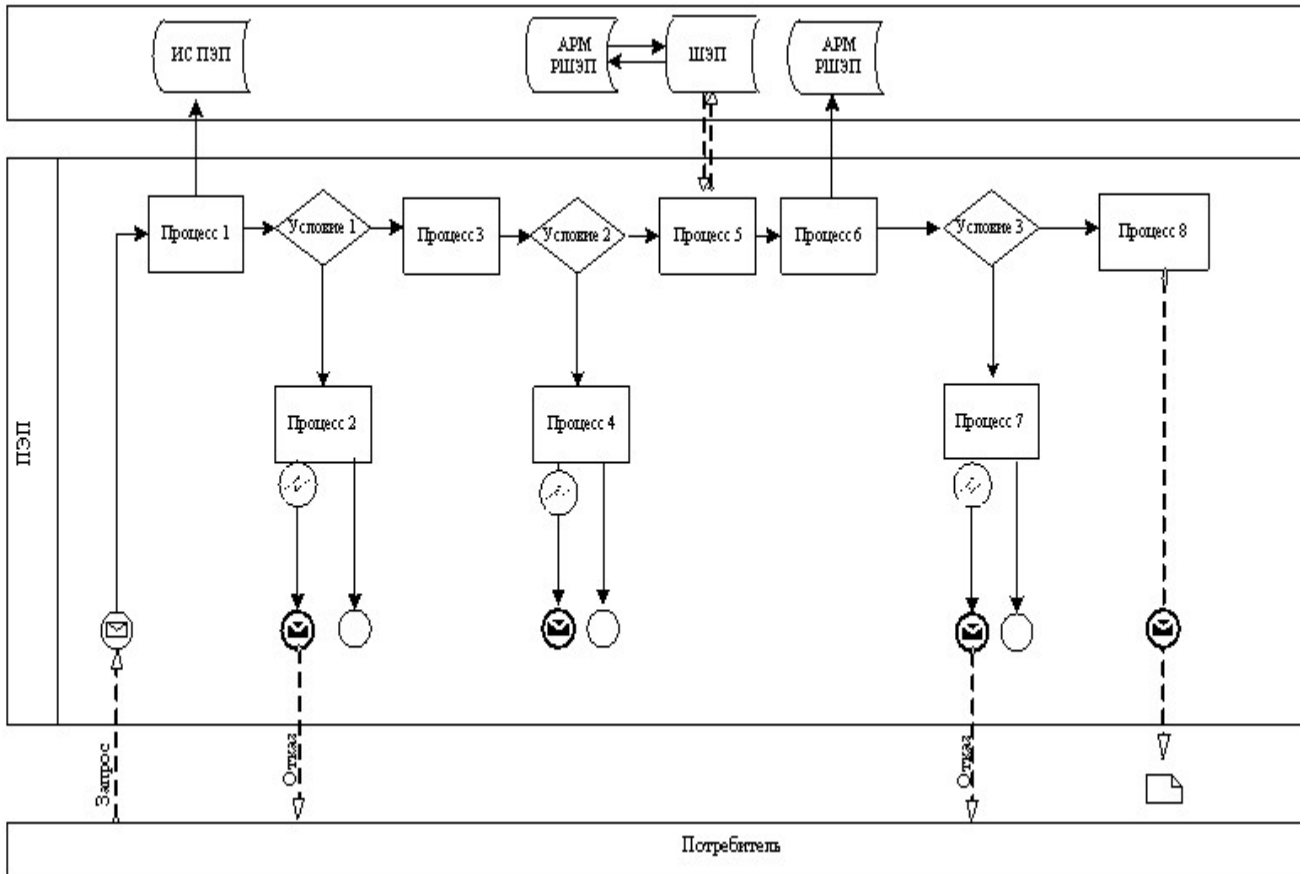 ИС ПЭП
АРМ
РШЭП
ШЭП
АРМ
РШЭП
ПЭП
Процесс 1
Условие 1
Процесс 3
Условие 2
Процесс 5
Процесс 6
Условие 3
Процесс 8
Процесс 2
Процесс 4
Процесс 7
Запрос
Отказ
Отказ
Потребитель